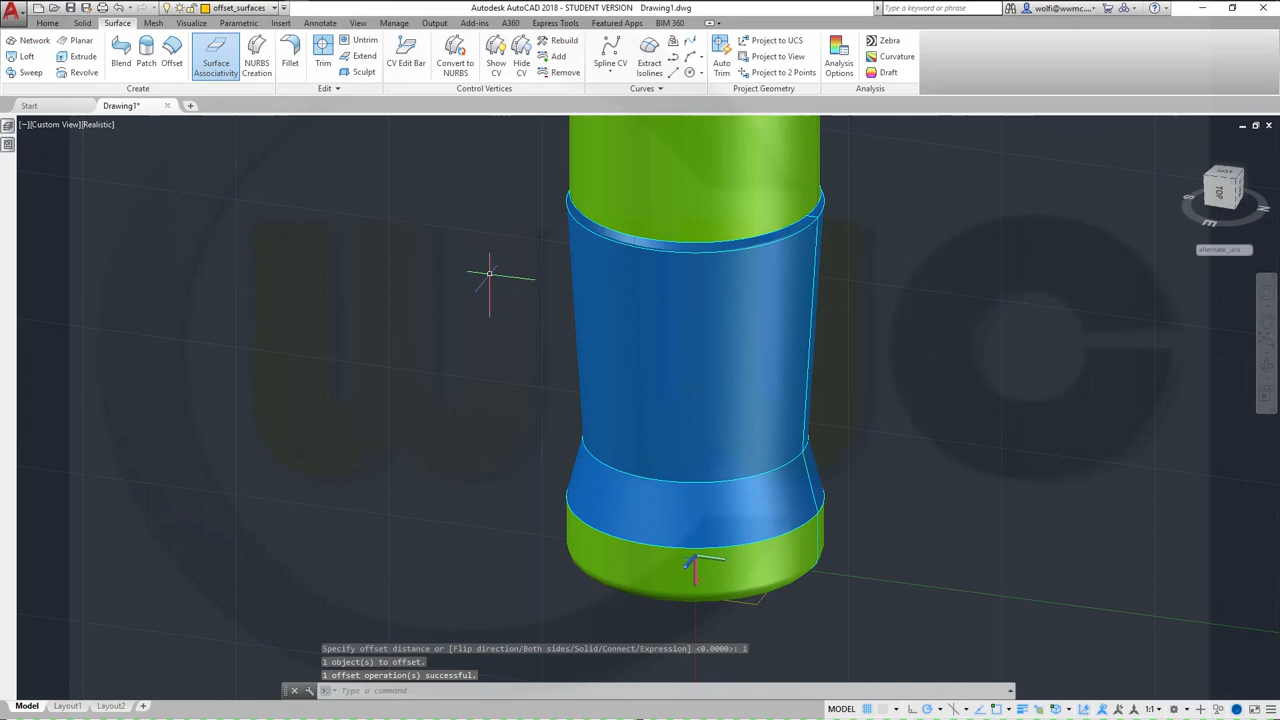 Autodesk AutoCAD 2018 - STUDENT VERSION Drawing1.dwg
offset_surfaces
Type a keyword or phrase
wolfi@wwmc...
Home Solid Surface Mesh Visualize Parametric Insert Annotate View Manage Output Add-ins A360 Express Tools Featured Apps BIM 360
Network Planar Untrim Rebuild Project to UCS Zebra
Loft Extrude Extend Add Project to View Curvature
Sweep Revolve Sculpt Remove Project to 2 Points Draft
Blend Patch Offset Surface Associativity NURBS Creation Fillet Trim CV Edit Bar Convert to NURBS Show CV Hide CV Spline CV Extract Isolines Auto Trim Analysis Options
Create Edit Control Vertices Curves Project Geometry Analysis
Start Drawing1*
[−][Custom View][Realistic]
TOP
alternate_ucs
Specify offset distance or [Flip direction/Both sides/Solid/Connect/Expression] <0.0000>: 1
1 object(s) to offset.
1 offset operation(s) successful.
Type a command
Model Layout1 Layout2 MODEL 1:1